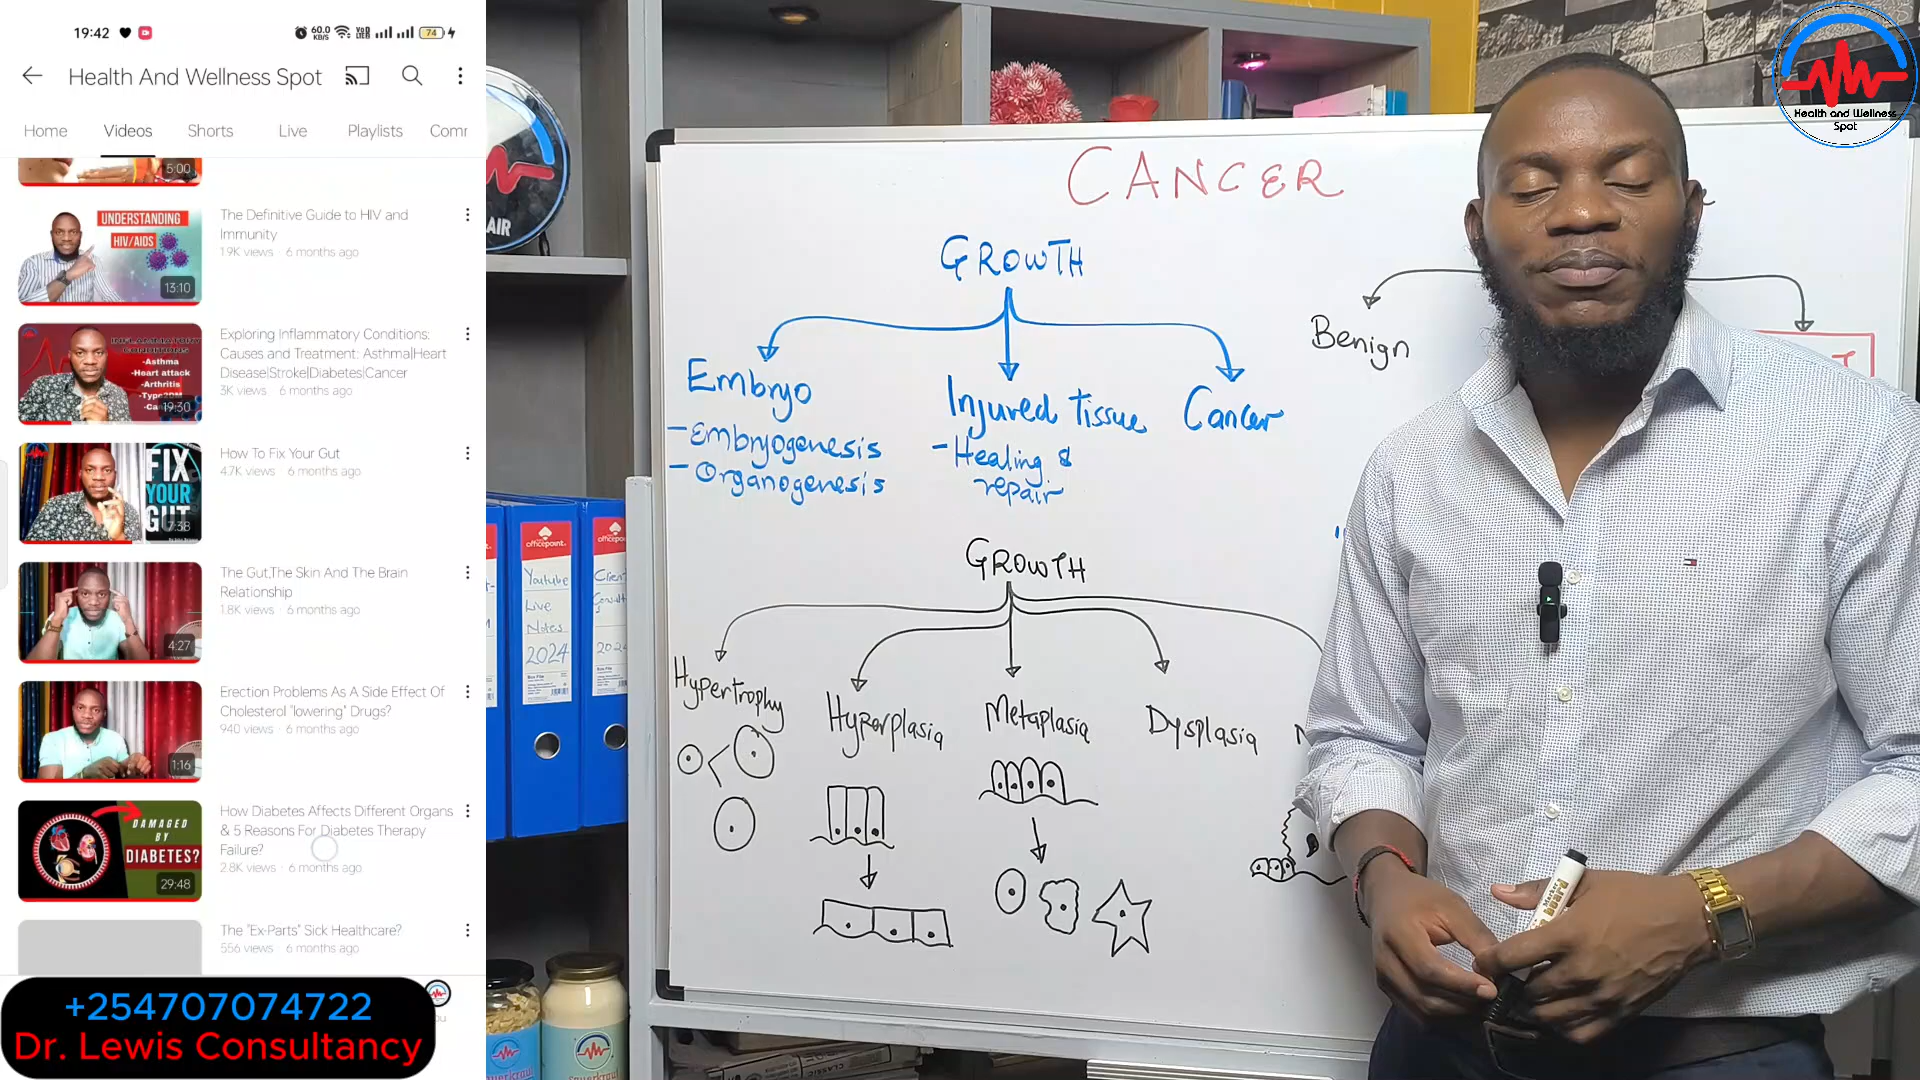 19:42
60.0
KB/S
74
Health And Wellness Spot
Home
Videos
Shorts
Live
Playlists
5:00
UNDERSTANDING
HIV/AIDS
13:10
The Definitive Guide to HIV and
Immunity
1.9K views · 6 months ago
-Asthma
-Heart attack
-Arthritis
19:30
Exploring Inflammatory Conditions:
Causes and Treatment: Asthma|Heart
Disease|Stroke|Diabetes|Cancer
3K views · 6 months ago
FIX
YOUR
GUT
7:38
How To Fix Your Gut
4.7K views · 6 months ago
4:27
The Gut,The Skin And The Brain
Relationship
1.8K views · 6 months ago
1:16
Erection Problems As A Side Effect Of
Cholesterol "lowering" Drugs?
940 views · 6 months ago
DAMAGED
BY
DIABETES?
29:48
How Diabetes Affects Different Organs
& 5 Reasons For Diabetes Therapy
Failure?
2.8K views · 6 months ago
The "Ex-Parts" Sick Healthcare?
556 views · 6 months ago
+254707074722
Dr. Lewis Consultancy
AIR
officepoint
Youtube
Live
Notes
2024
CANCER
GROWTH
Embryo
- Embryogenesis
- Organogenesis
Injured tissue
- Healing &
repair
Cancer
Benign
GROWTH
Hypertrophy
Hyperplasia
Metaplasia
Dysplasia
Health and Wellness
Spot